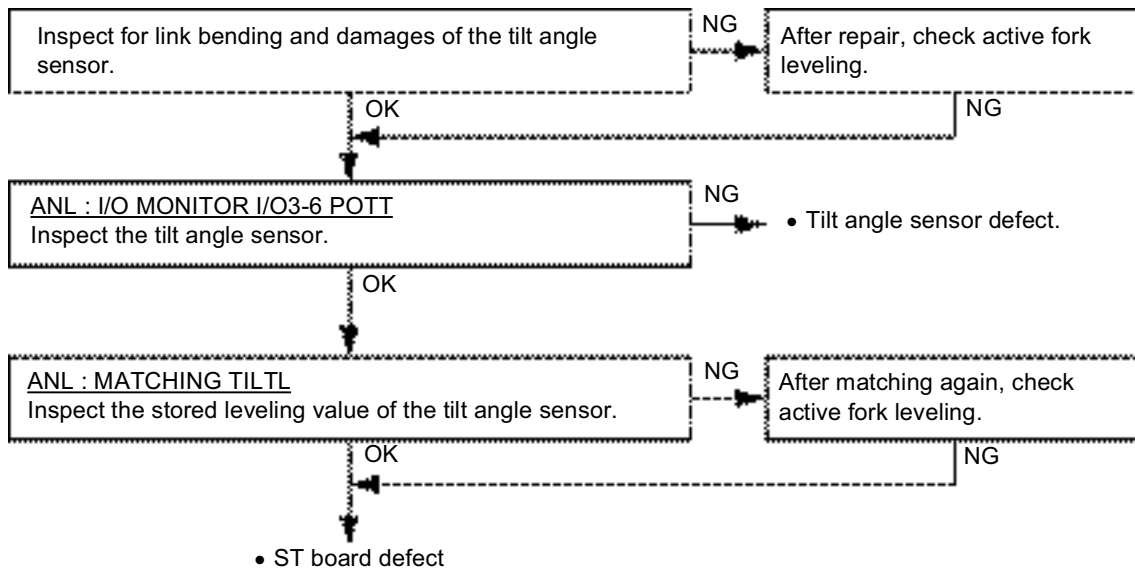 Inspect for link bending and damages of the tilt angle
sensor.
NG
After repair, check active fork
leveling.
OK
NG
ANL : I/O MONITOR I/O3-6 POTT
Inspect the tilt angle sensor.
NG
• Tilt angle sensor defect.
OK
ANL : MATCHING TILTL
Inspect the stored leveling value of the tilt angle sensor.
NG
After matching again, check
active fork leveling.
OK
NG
• ST board defect